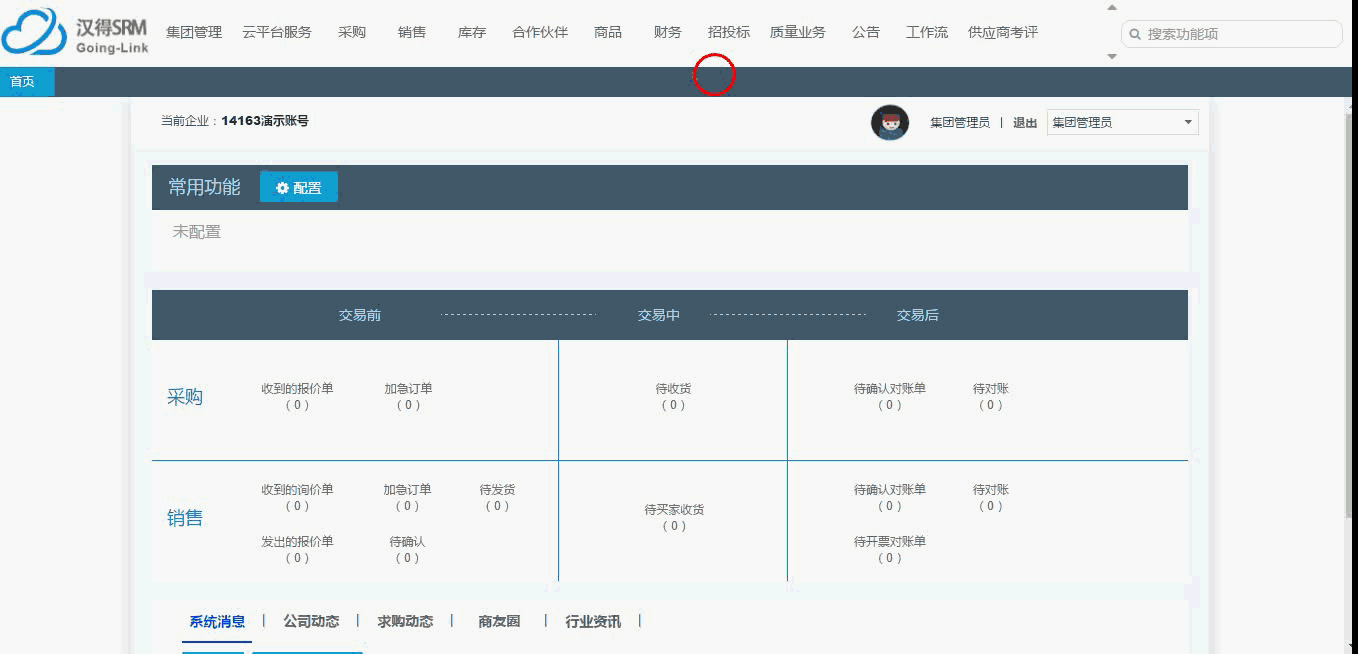 汉得SRM
Going-Link
集团管理 云平台服务 采购 销售 库存 合作伙伴 商品 财务 招投标 质量业务 公告 工作流 供应商考评
搜索功能项
首页
当前企业：14163演示账号
集团管理员 | 退出 集团管理员
常用功能 配置
未配置
交易前 交易中 交易后
采购
收到的报价单 加急订单 待收货 待确认对账单 待对账
( 0 ) ( 0 ) ( 0 ) ( 0 ) ( 0 )
销售
收到的询价单 加急订单 待发货 待确认对账单 待对账
( 0 ) ( 0 ) ( 0 ) ( 0 ) ( 0 )
待买家收货
( 0 )
发出的报价单 待确认 待开票对账单
( 0 ) ( 0 ) ( 0 )
系统消息 | 公司动态 | 求购动态 | 商友圈 | 行业资讯 |